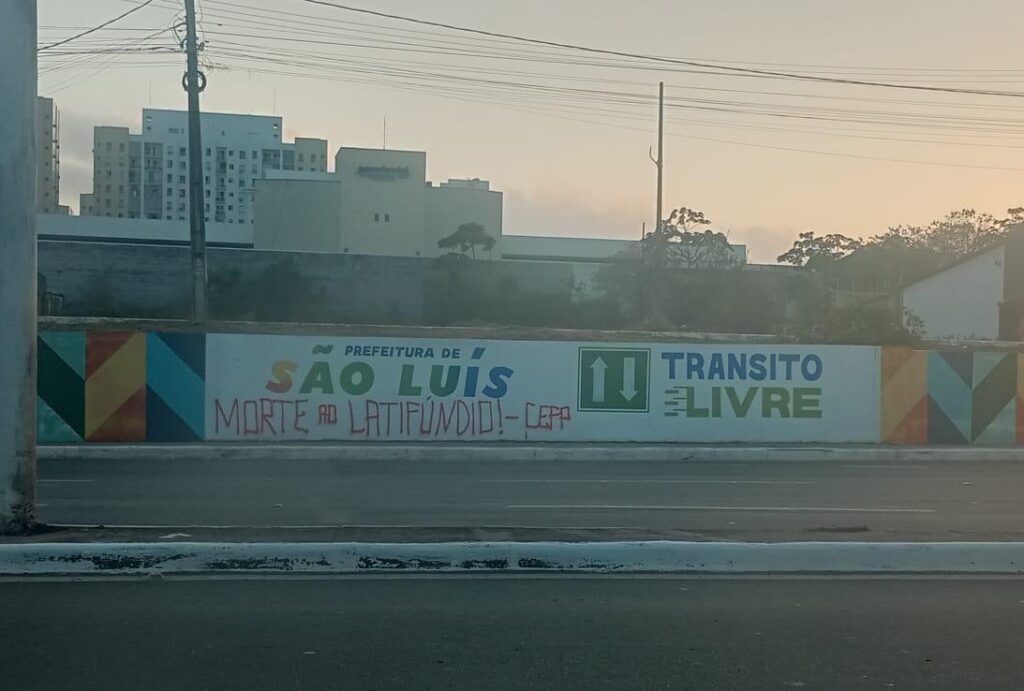 PREFEITURA DE
SÃO LUÍS
MORTE AO LATIFÚNDIO!-CEPP
TRANSITO
LIVRE